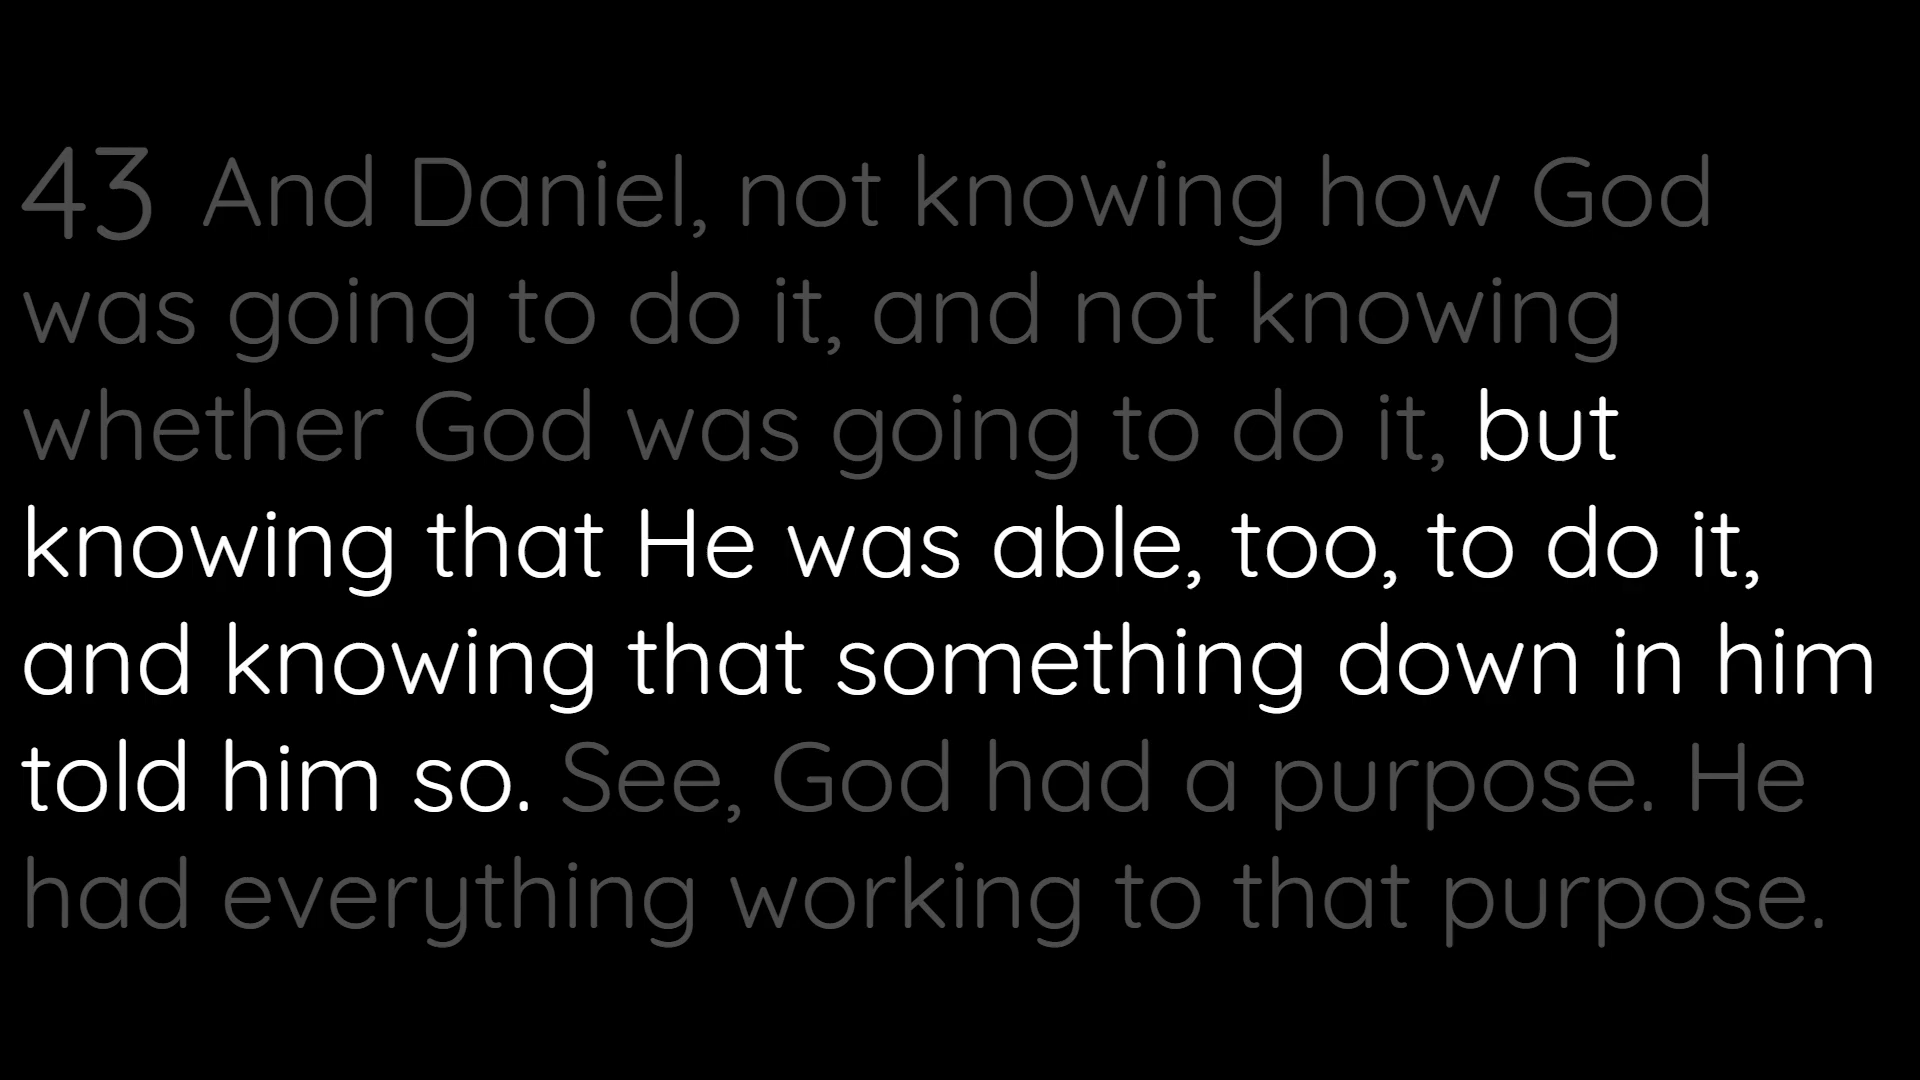 43 And Daniel, not knowing how God
was going to do it, and not knowing
whether God was going to do it, but
knowing that He was able, too, to do it,
and knowing that something down in him
told him so. See, God had a purpose. He
had everything working to that purpose.